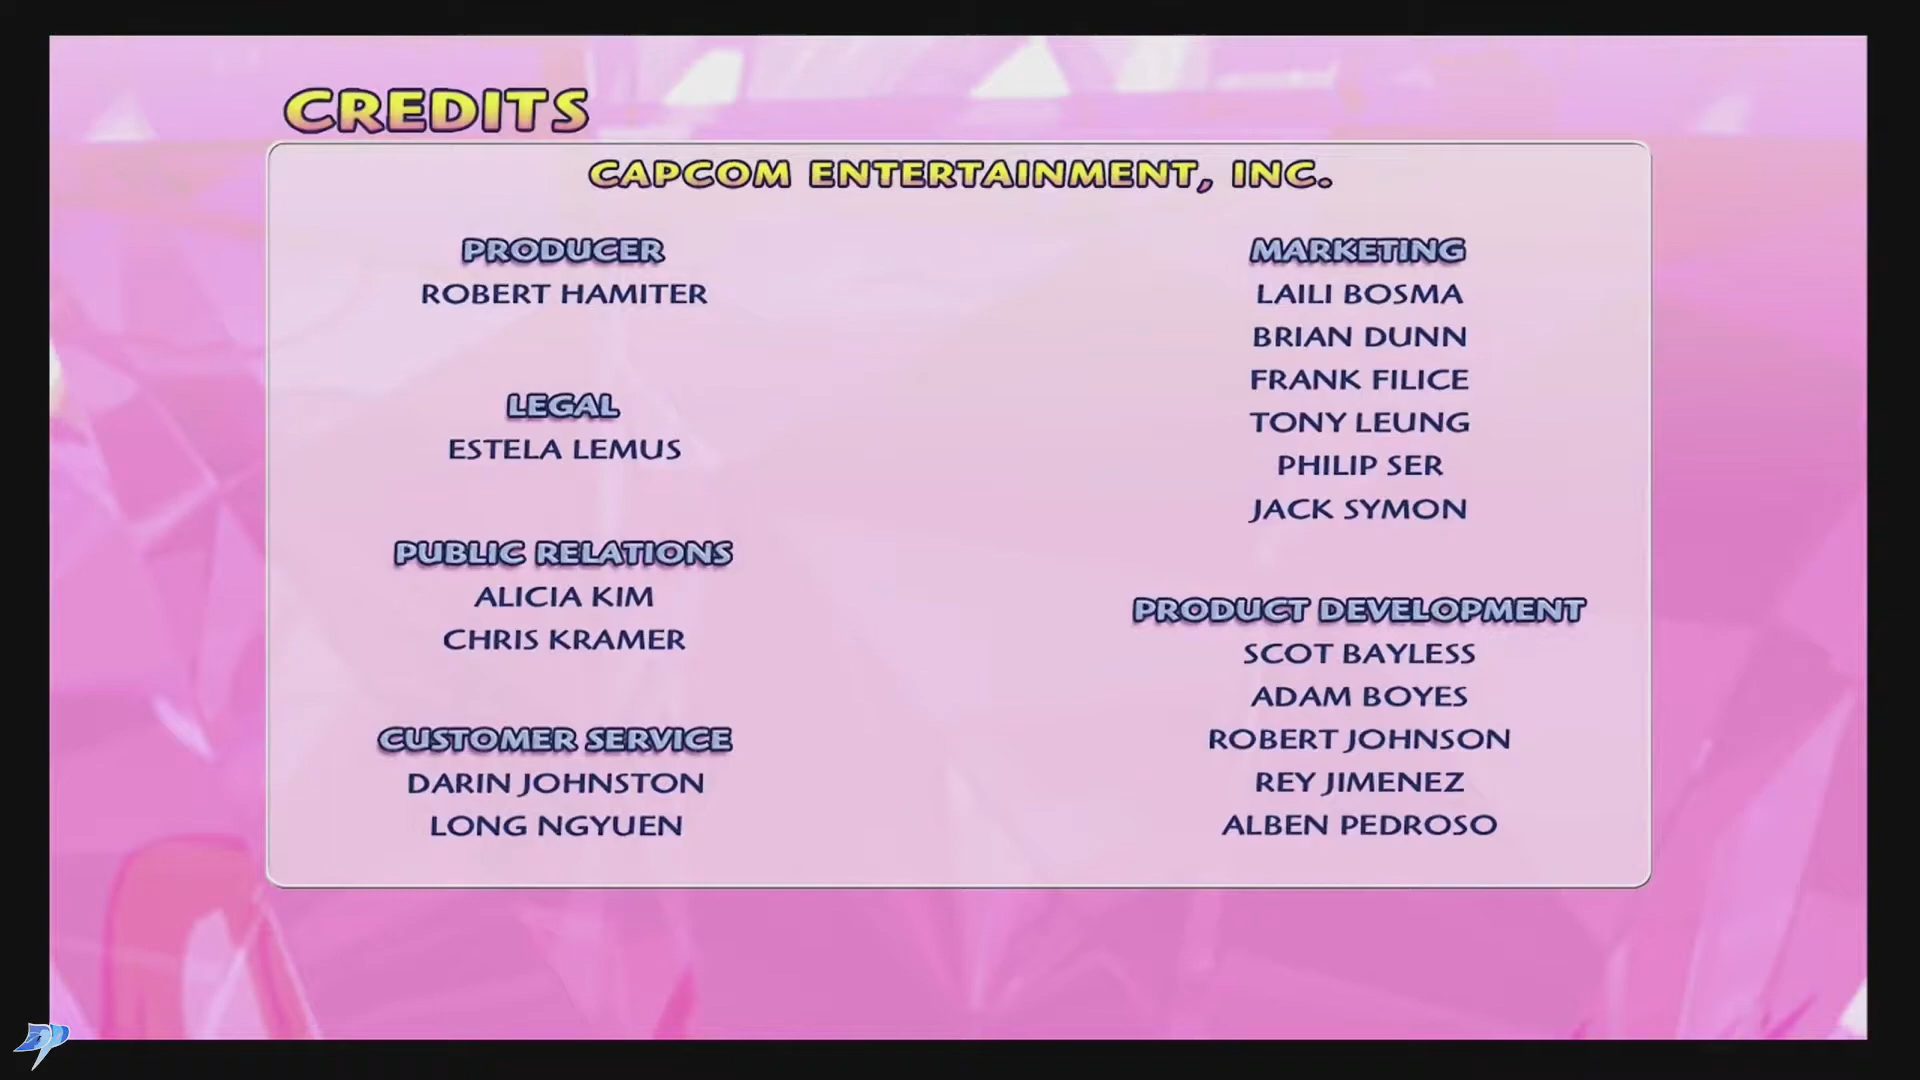 CREDITS
CAPCOM ENTERTAINMENT, INC.
PRODUCER
ROBERT HAMITER
LEGAL
ESTELA LEMUS
PUBLIC RELATIONS
ALICIA KIM
CHRIS KRAMER
CUSTOMER SERVICE
DARIN JOHNSTON
LONG NGYUEN
MARKETING
LAILI BOSMA
BRIAN DUNN
FRANK FILICE
TONY LEUNG
PHILIP SER
JACK SYMON
PRODUCT DEVELOPMENT
SCOT BAYLESS
ADAM BOYES
ROBERT JOHNSON
REY JIMENEZ
ALBEN PEDROSO